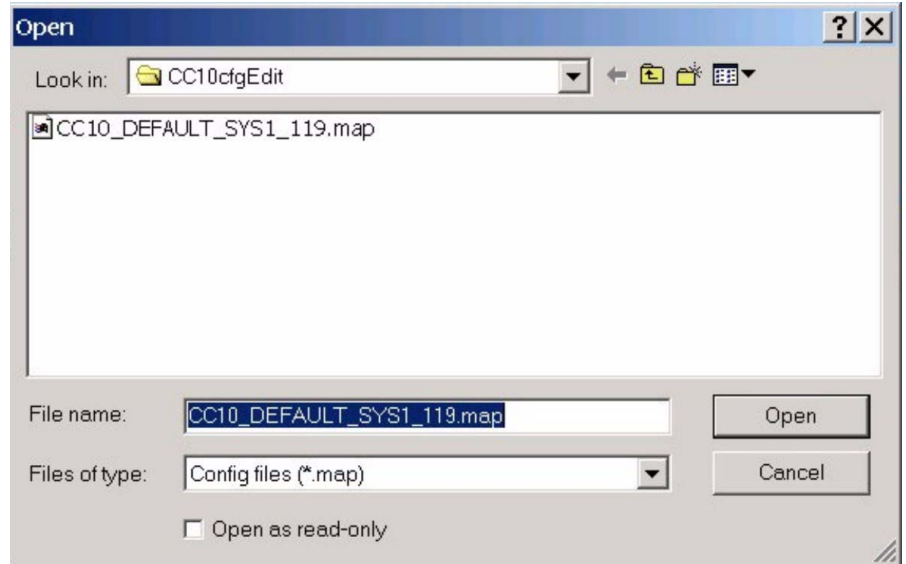 Open
Look in: CC10cfgEdit
CC10_DEFAULT_SYS1_119.map
File name: CC10_DEFAULT_SYS1_119.map Open
Files of type: Config files (*.map) Cancel
Open as read-only